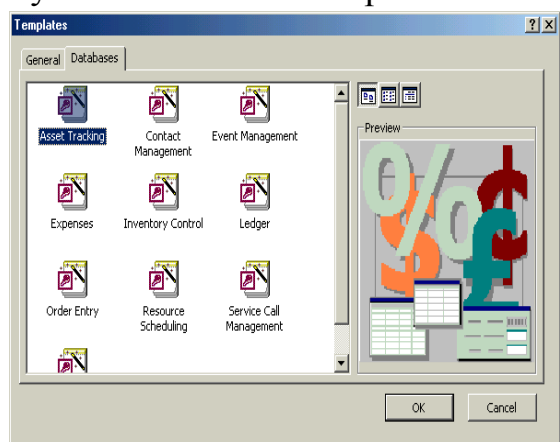 Templates
General Databases
Preview
Asset Tracking Contact Management Event Management
Expenses Inventory Control Ledger
Order Entry Resource Scheduling Service Call Management
OK Cancel